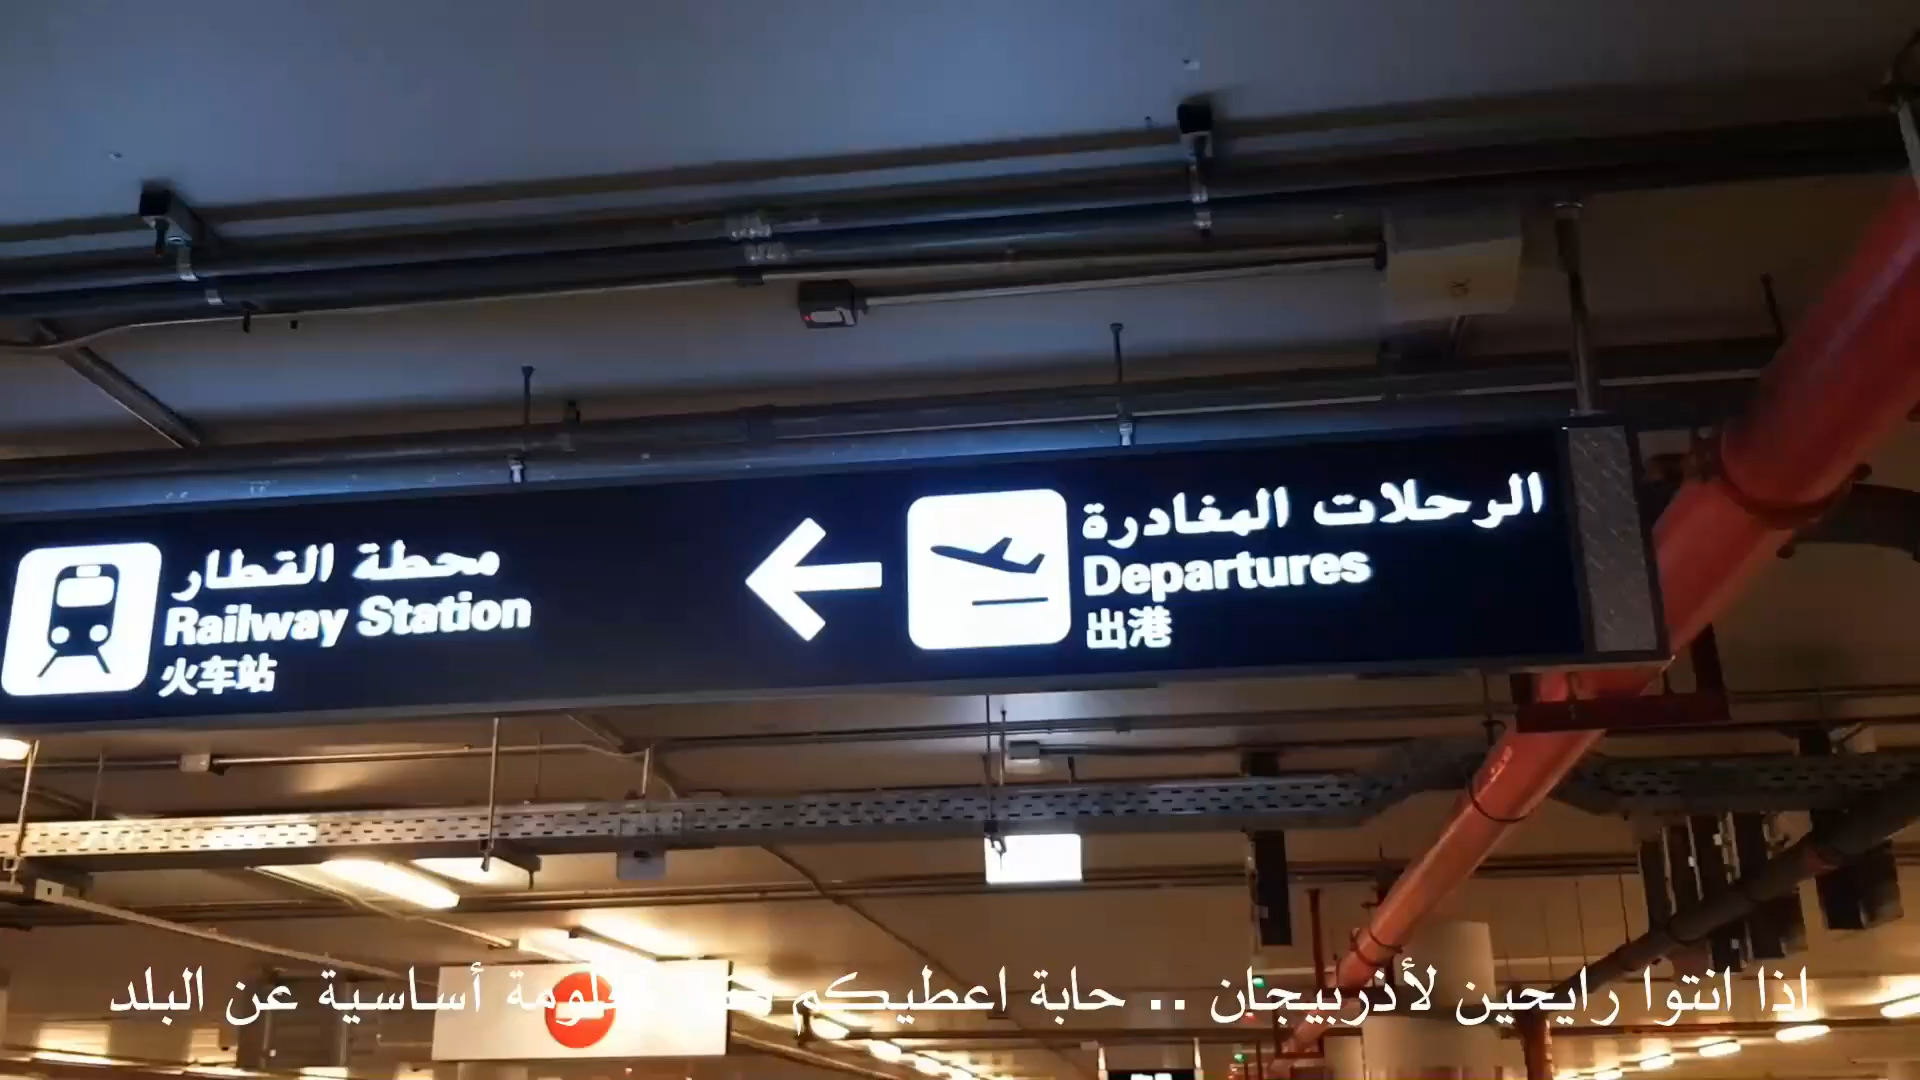 الرحلات المغادرة
Departures
出港
محطة القطار
Railway Station
火车站
اذا انتوا رايحين لأذربيجان .. حابة اعطيكم أساسية عن البلد